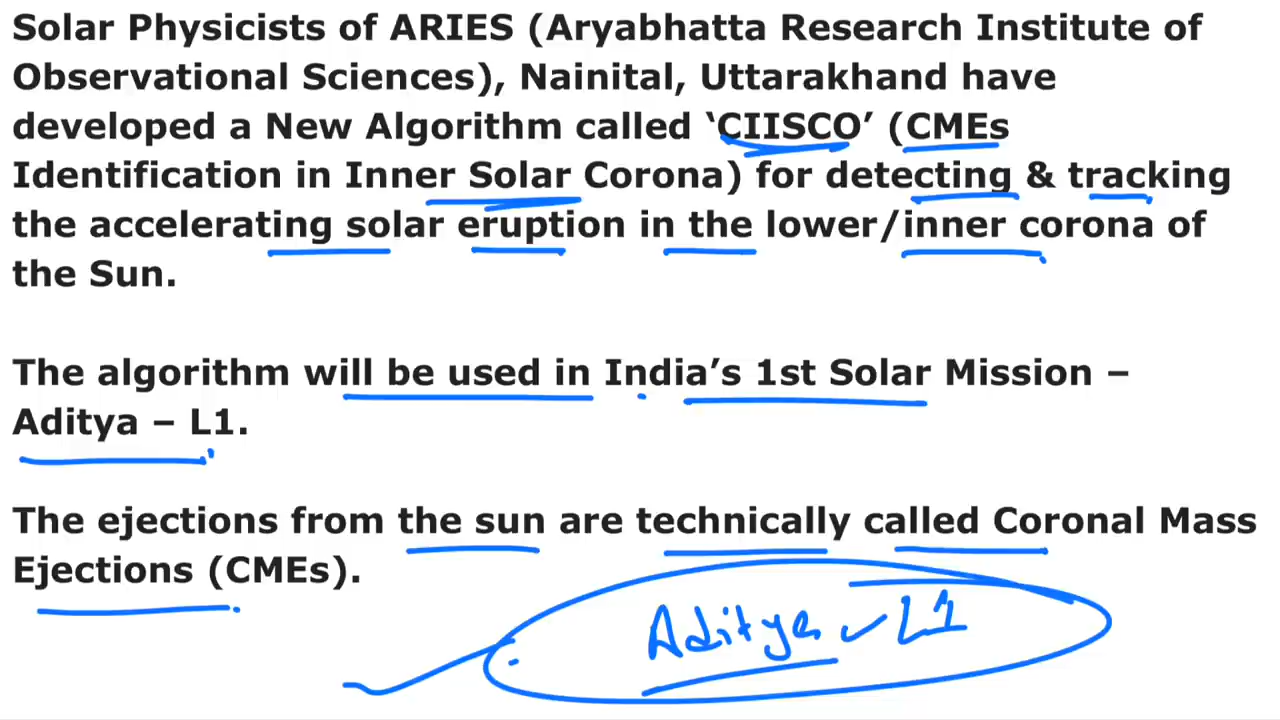 Solar Physicists of ARIES (Aryabhatta Research Institute of
Observational Sciences), Nainital, Uttarakhand have
developed a New Algorithm called ‘CIISCO’ (CMEs
Identification in Inner Solar Corona) for detecting & tracking
the accelerating solar eruption in the lower/inner corona of
the Sun.
The algorithm will be used in India’s 1st Solar Mission –
Aditya – L1.
The ejections from the sun are technically called Coronal Mass
Ejections (CMEs).
Aditya - L1